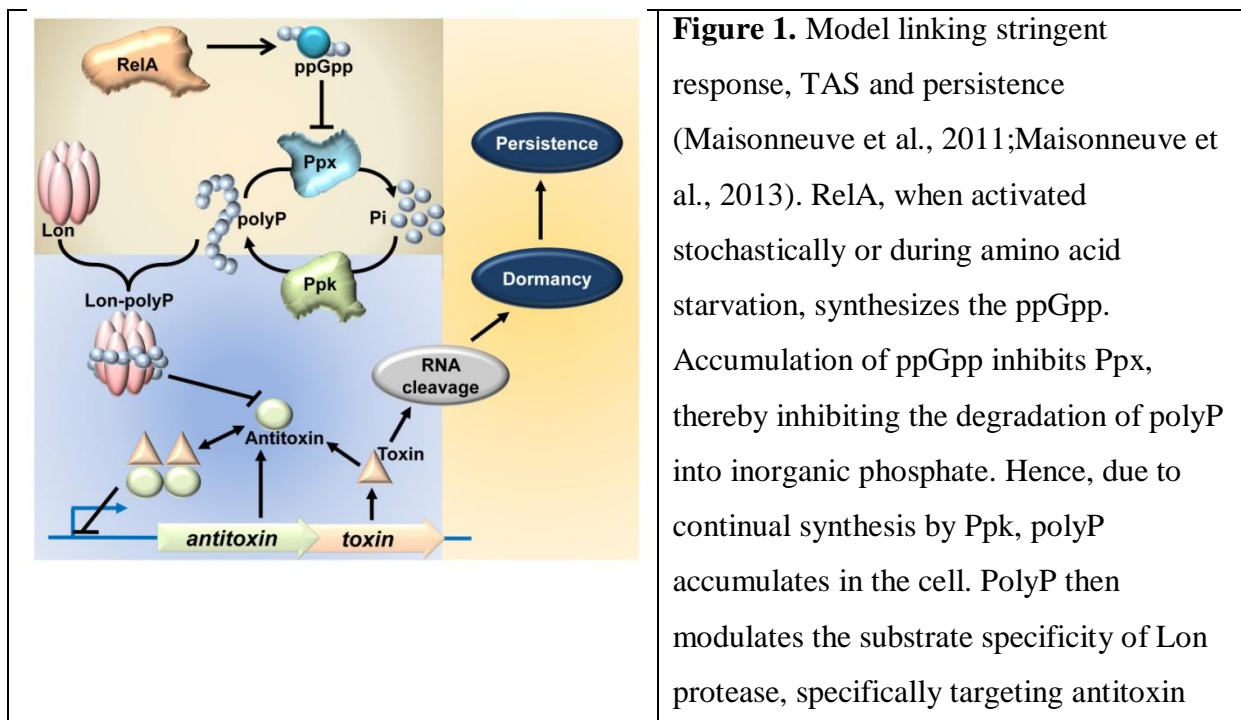 RelA
ppGpp
Ppx
Lon
polyP
Pi
Ppk
Lon-polyP
Antitoxin
Toxin
antitoxin
toxin
RNA
cleavage
Dormancy
Persistence
Figure 1. Model linking stringent
response, TAS and persistence
(Maisonneuve et al., 2011;Maisonneuve et
al., 2013). RelA, when activated
stochastically or during amino acid
starvation, synthesizes the ppGpp.
Accumulation of ppGpp inhibits Ppx,
thereby inhibiting the degradation of polyP
into inorganic phosphate. Hence, due to
continual synthesis by Ppk, polyP
accumulates in the cell. PolyP then
modulates the substrate specificity of Lon
protease, specifically targeting antitoxin